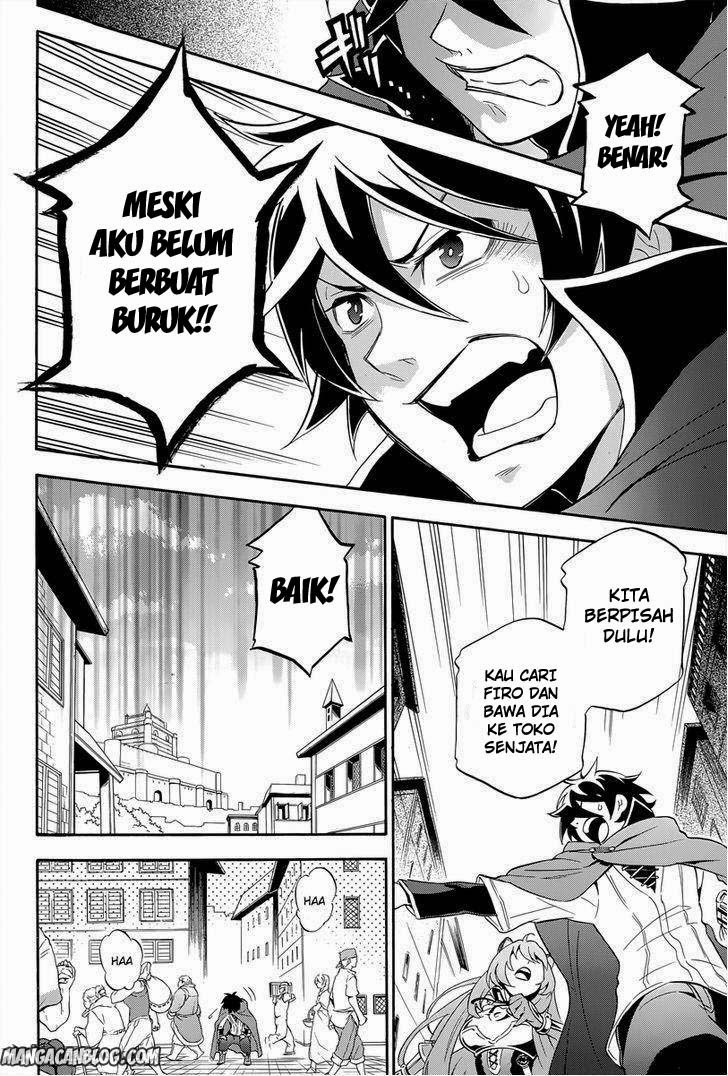 YEAH!
BENAR!
MESKI
AKU BELUM
BERBUAT
BURUK!!
KITA
BERPISAH
DULU!
KAU CARI
FIRO DAN
BAWA DIA
KE TOKO
SENJATA!
BAIK!
HAA
HAA
MANGACANBLOG.COM